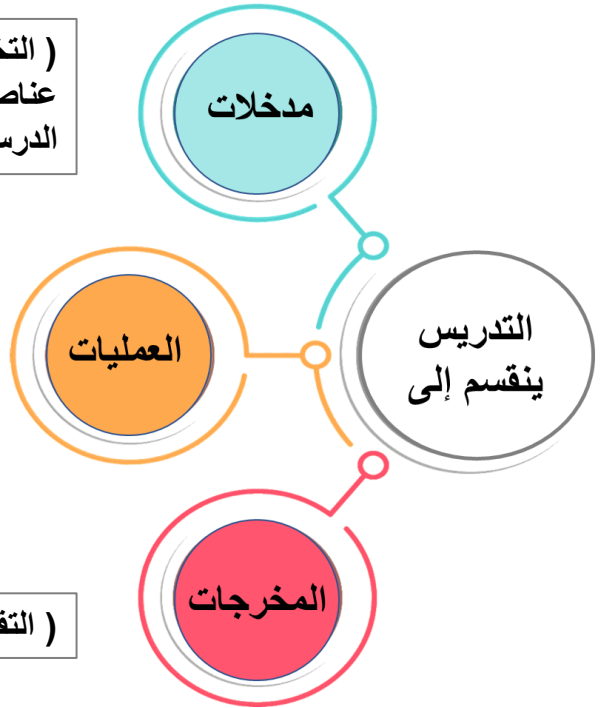 التدريس
ينقسم إلى
مدخلات
العمليات
المخرجات
)